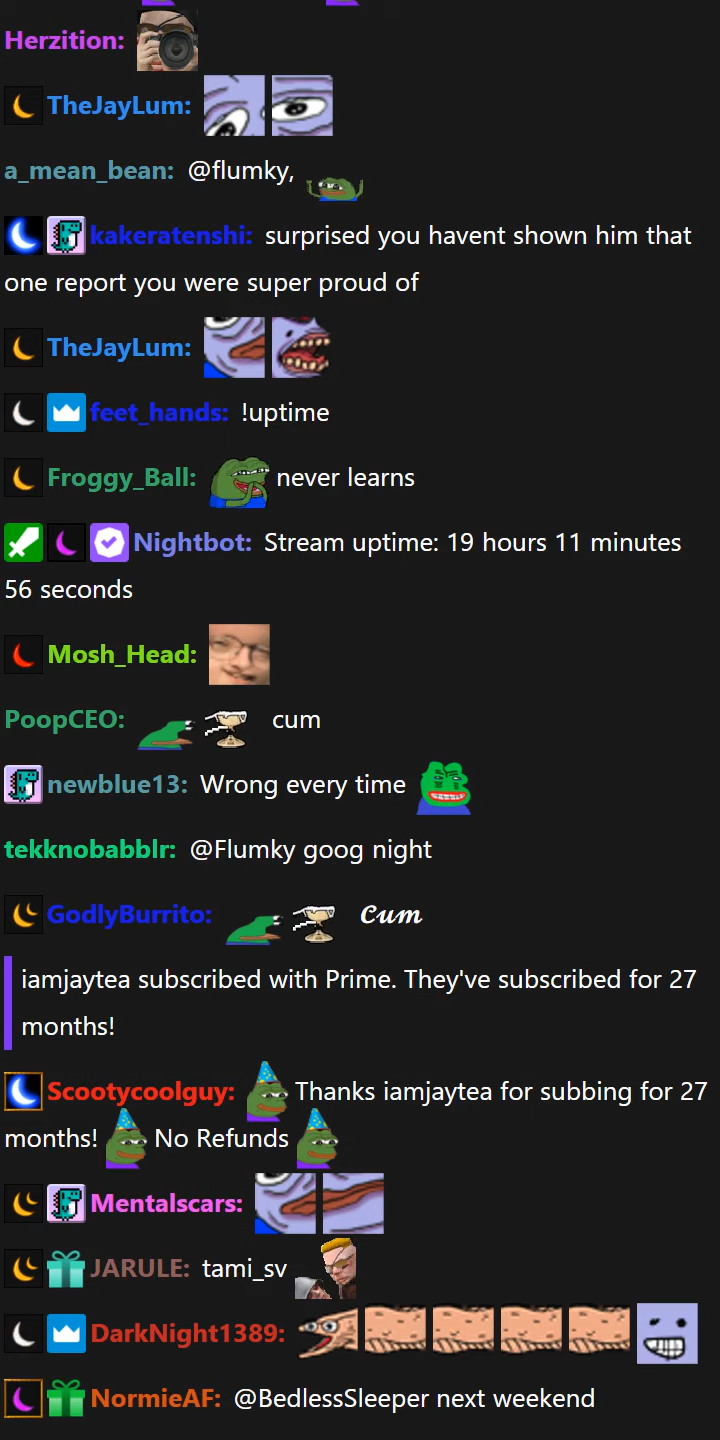 Herzition:
TheJayLum:
a_mean_bean: @flumky,
kakeratenshi: surprised you havent shown him that
one report you were super proud of
TheJayLum:
feet_hands: !uptime
Froggy_Ball: never learns
Nightbot: Stream uptime: 19 hours 11 minutes
56 seconds
Mosh_Head:
PoopCEO: cum
newblue13: Wrong every time
tekknobabblr: @Flumky goog night
GodlyBurrito: 𝓒𝓾𝓶
iamjaytea subscribed with Prime. They've subscribed for 27
months!
Scootycoolguy: Thanks iamjaytea for subbing for 27
months! No Refunds
Mentalscars:
JARULE: tami_sv
DarkNight1389:
NormieAF: @BedlessSleeper next weekend